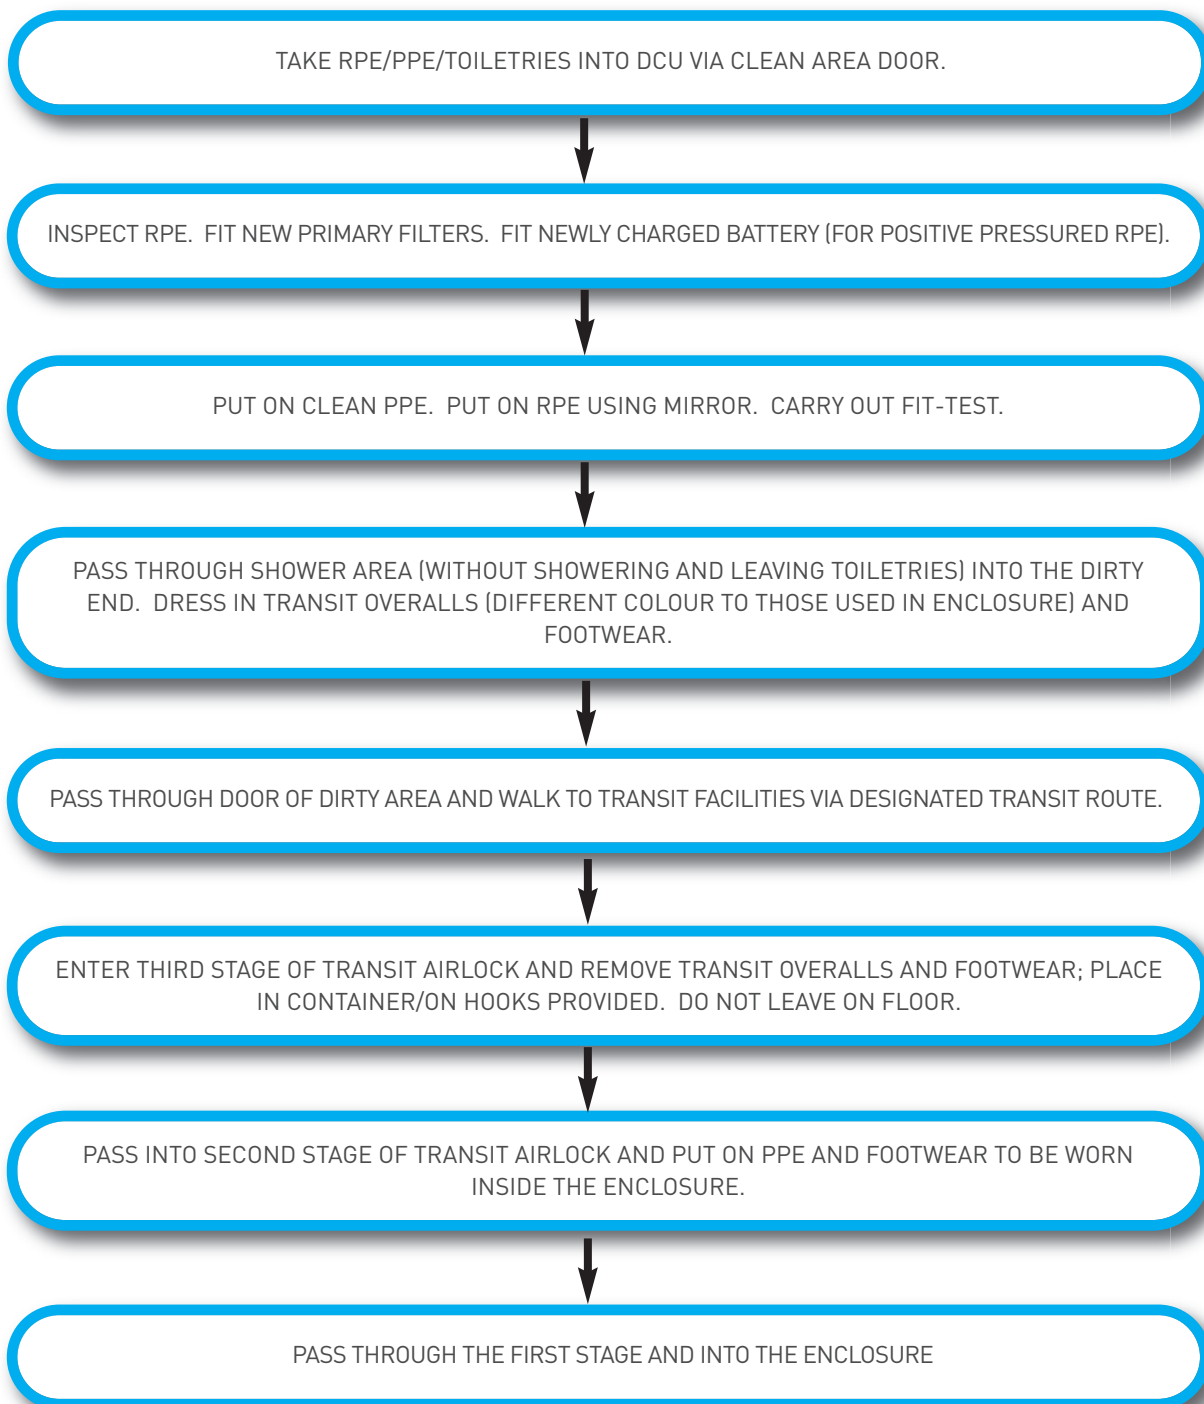 TAKE RPE/PPE/TOILETRIES INTO DCU VIA CLEAN AREA DOOR.
INSPECT RPE. FIT NEW PRIMARY FILTERS. FIT NEWLY CHARGED BATTERY (FOR POSITIVE PRESSURED RPE).
PUT ON CLEAN PPE. PUT ON RPE USING MIRROR. CARRY OUT FIT-TEST.
PASS THROUGH SHOWER AREA (WITHOUT SHOWERING AND LEAVING TOILETRIES) INTO THE DIRTY
END. DRESS IN TRANSIT OVERALLS (DIFFERENT COLOUR TO THOSE USED IN ENCLOSURE) AND
FOOTWEAR.
PASS THROUGH DOOR OF DIRTY AREA AND WALK TO TRANSIT FACILITIES VIA DESIGNATED TRANSIT ROUTE.
ENTER THIRD STAGE OF TRANSIT AIRLOCK AND REMOVE TRANSIT OVERALLS AND FOOTWEAR; PLACE
IN CONTAINER/ON HOOKS PROVIDED. DO NOT LEAVE ON FLOOR.
PASS INTO SECOND STAGE OF TRANSIT AIRLOCK AND PUT ON PPE AND FOOTWEAR TO BE WORN
INSIDE THE ENCLOSURE.
PASS THROUGH THE FIRST STAGE AND INTO THE ENCLOSURE